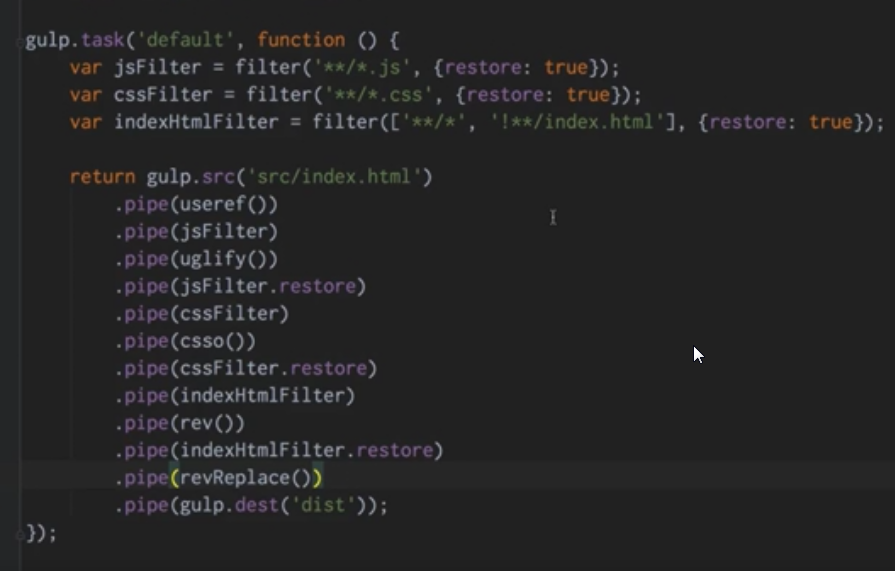 gulp.task('default', function () {
    var jsFilter = filter('**/*.js', {restore: true});
    var cssFilter = filter('**/*.css', {restore: true});
    var indexHtmlFilter = filter(['**/*', '!**/index.html'], {restore: true});

    return gulp.src('src/index.html')
        .pipe(useref())
        .pipe(jsFilter)
        .pipe(uglify())
        .pipe(jsFilter.restore)
        .pipe(cssFilter)
        .pipe(csso())
        .pipe(cssFilter.restore)
        .pipe(indexHtmlFilter)
        .pipe(rev())
        .pipe(indexHtmlFilter.restore)
        .pipe(revReplace())
        .pipe(gulp.dest('dist'));
});